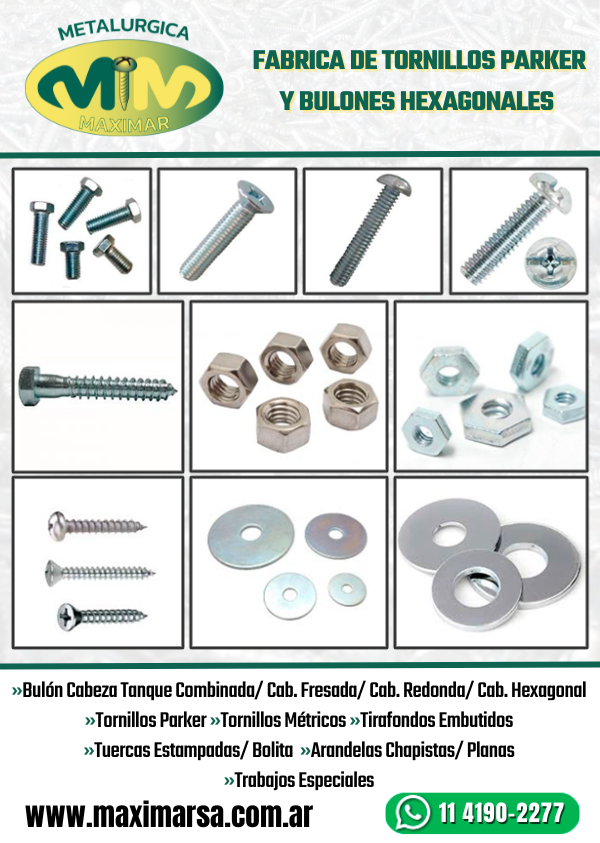 METALURGICA
MM
MAXIMAR
FABRICA DE TORNILLOS PARKER
Y BULONES HEXAGONALES
»Bulón Cabeza Tanque Combinada/ Cab. Fresada/ Cab. Redonda/ Cab. Hexagonal
»Tornillos Parker »Tornillos Métricos »Tirafondos Embutidos
»Tuercas Estampadas/ Bolita »Arandelas Chapistas/ Planas
»Trabajos Especiales
www.maximarsa.com.ar
11 4190-2277